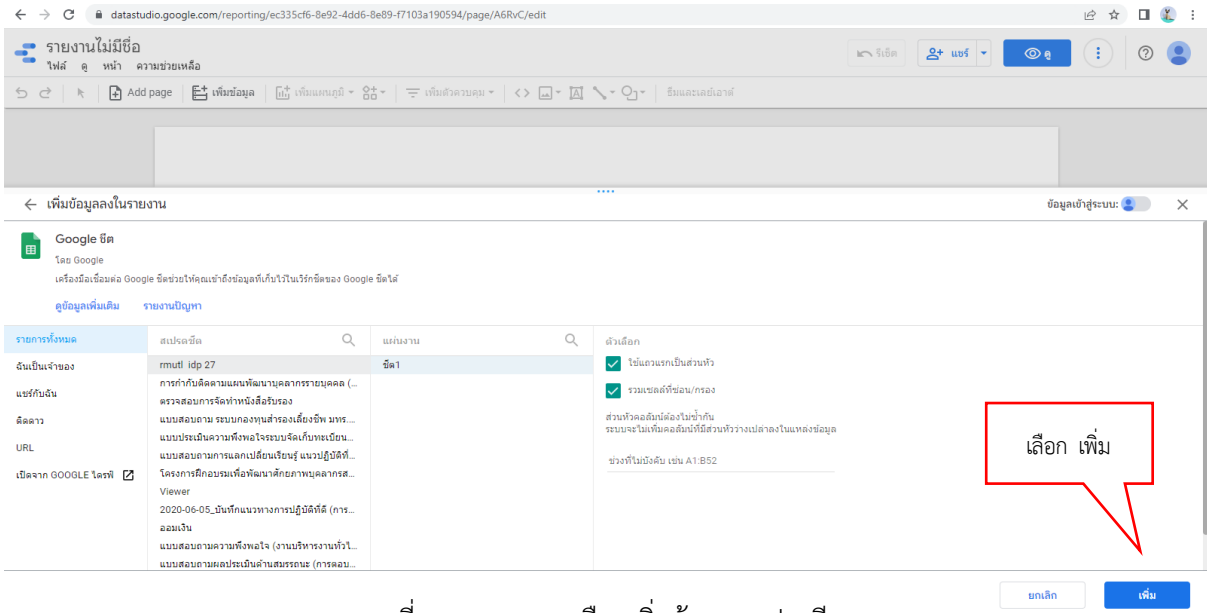 datastudio.google.com/reporting/ec335cf6-8e92-4dd6-8e89-f7103a190594/page/A6RvC/edit
รายงานไม่มีชื่อ
ไฟล์ ดู หน้า ความช่วยเหลือ
รีเซ็ต
แชร์
ดู
Add page
เพิ่มข้อมูล
เพิ่มแผนภูมิ
เพิ่มตัวควบคุม
ธีมและเลย์เอาต์
เพิ่มข้อมูลลงในรายงาน
ข้อมูลเข้าสู่ระบบ:
Google ชีต
โดย Google
เครื่องมือเชื่อมต่อ Google ชีตช่วยให้คุณเข้าถึงข้อมูลที่เก็บไว้ในเวิร์กชีตของ Google ชีตได้
ดูข้อมูลเพิ่มเติม รายงานปัญหา
รายการทั้งหมด
ฉันเป็นเจ้าของ
แชร์กับฉัน
ติดดาว
URL
เปิดจาก GOOGLE ไดรฟ์
สเปรดชีต
rmutl idp 27
การกำกับติดตามแผนพัฒนาบุคลากรรายบุคคล (...
ตรวจสอบการจัดทำหนังสือรับรอง
แบบสอบถาม ระบบกองทุนสำรองเลี้ยงชีพ มทร....
แบบประเมินความพึงพอใจระบบจัดเก็บทะเบียน...
แบบสอบถามการแลกเปลี่ยนเรียนรู้ แนวปฏิบัติที่...
โครงการฝึกอบรมเพื่อพัฒนาศักยภาพบุคลากรส...
Viewer
2020-06-05_บันทึกแนวทางการปฏิบัติที่ดี (การ...
ออมเงิน
แบบสอบถามความพึงพอใจ (งานบริหารงานทั่วไ...
แบบสอบถามผลประเมินด้านสมรรถนะ (การตอบ...
แผ่นงาน
ชีต1
ตัวเลือก
ใช้แถวแรกเป็นส่วนหัว
รวมเซลล์ที่ซ่อน/กรอง
ส่วนหัวคอลัมน์ต้องไม่ซ้ำกัน
ระบบจะไม่เพิ่มคอลัมน์ที่มีส่วนหัวว่างเปล่าลงในแหล่งข้อมูล
ช่วงที่ไม่บังคับ เช่น A1:B52
เลือก เพิ่ม
ยกเลิก
เพิ่ม